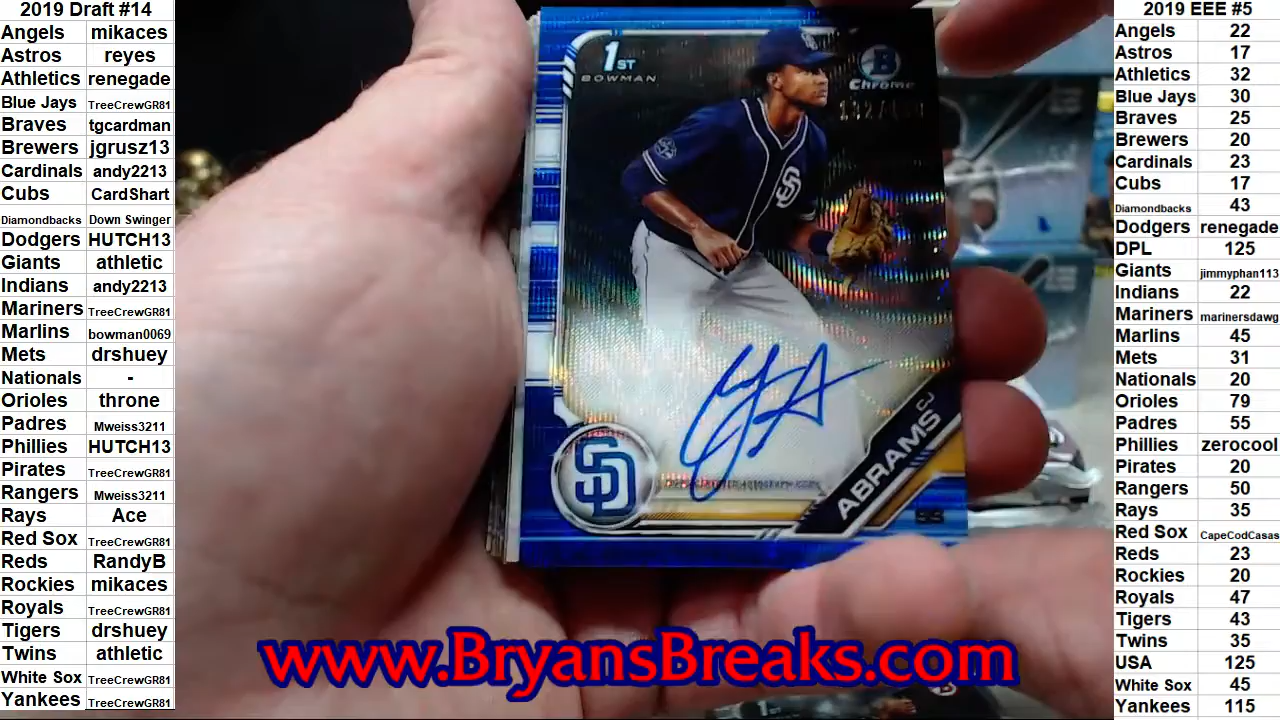 2019 Draft #14
Angels mikaces
Astros reyes
Athletics renegade
Blue Jays TreeCrewGR81
Braves tgcardman
Brewers jgrusz13
Cardinals andy2213
Cubs CardShart
Diamondbacks Down Swinger
Dodgers HUTCH13
Giants athletic
Indians andy2213
Mariners TreeCrewGR81
Marlins bowman0069
Mets drshuey
Nationals -
Orioles throne
Padres Mweiss3211
Phillies HUTCH13
Pirates TreeCrewGR81
Rangers Mweiss3211
Rays Ace
Red Sox TreeCrewGR81
Reds RandyB
Rockies mikaces
Royals TreeCrewGR81
Tigers drshuey
Twins athletic
White Sox TreeCrewGR81
Yankees TreeCrewGR81
1ST
BOWMAN
B
Chrome
SD
CJA
SD
CJ
ABRAMS
SS
www.BryansBreaks.com
2019 EEE #5
Angels 22
Astros 17
Athletics 32
Blue Jays 30
Braves 25
Brewers 20
Cardinals 23
Cubs 17
Diamondbacks 43
Dodgers renegade
DPL 125
Giants jimmyphan113
Indians 22
Mariners marinersdawg
Marlins 45
Mets 31
Nationals 20
Orioles 79
Padres 55
Phillies zerocool
Pirates 20
Rangers 50
Rays 35
Red Sox CapeCodCasas
Reds 23
Rockies 20
Royals 47
Tigers 43
Twins 35
USA 125
White Sox 45
Yankees 115